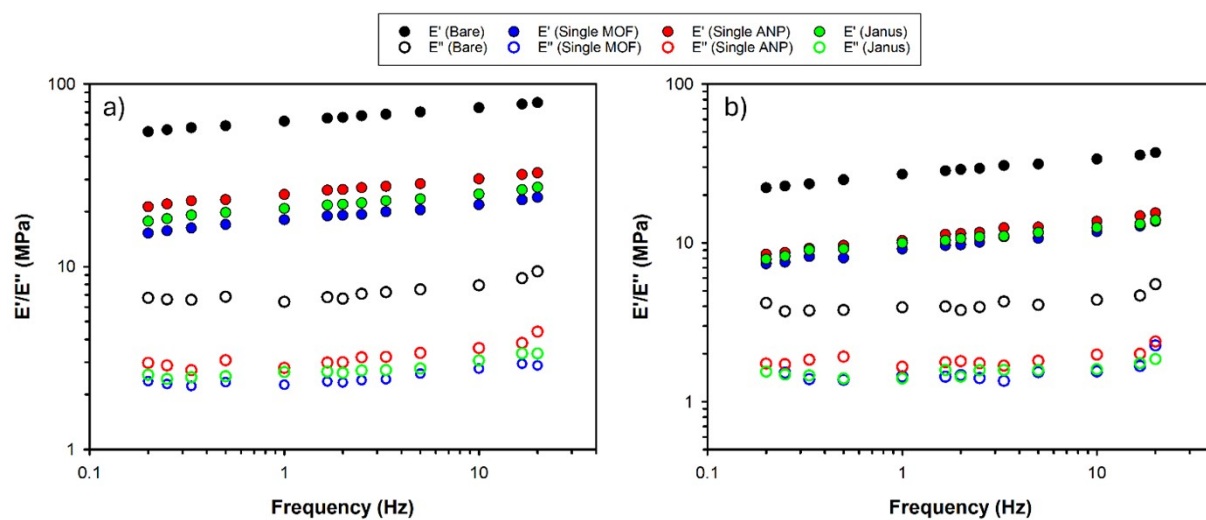 E' (Bare) E' (Single MOF) E' (Single ANP) E' (Janus)
E'' (Bare) E'' (Single MOF) E'' (Single ANP) E'' (Janus)
a)
100
10
1
E'/E'' (MPa)
0.1 1 10
Frequency (Hz)
b)
100
10
1
E'/E'' (MPa)
0.1 1 10
Frequency (Hz)